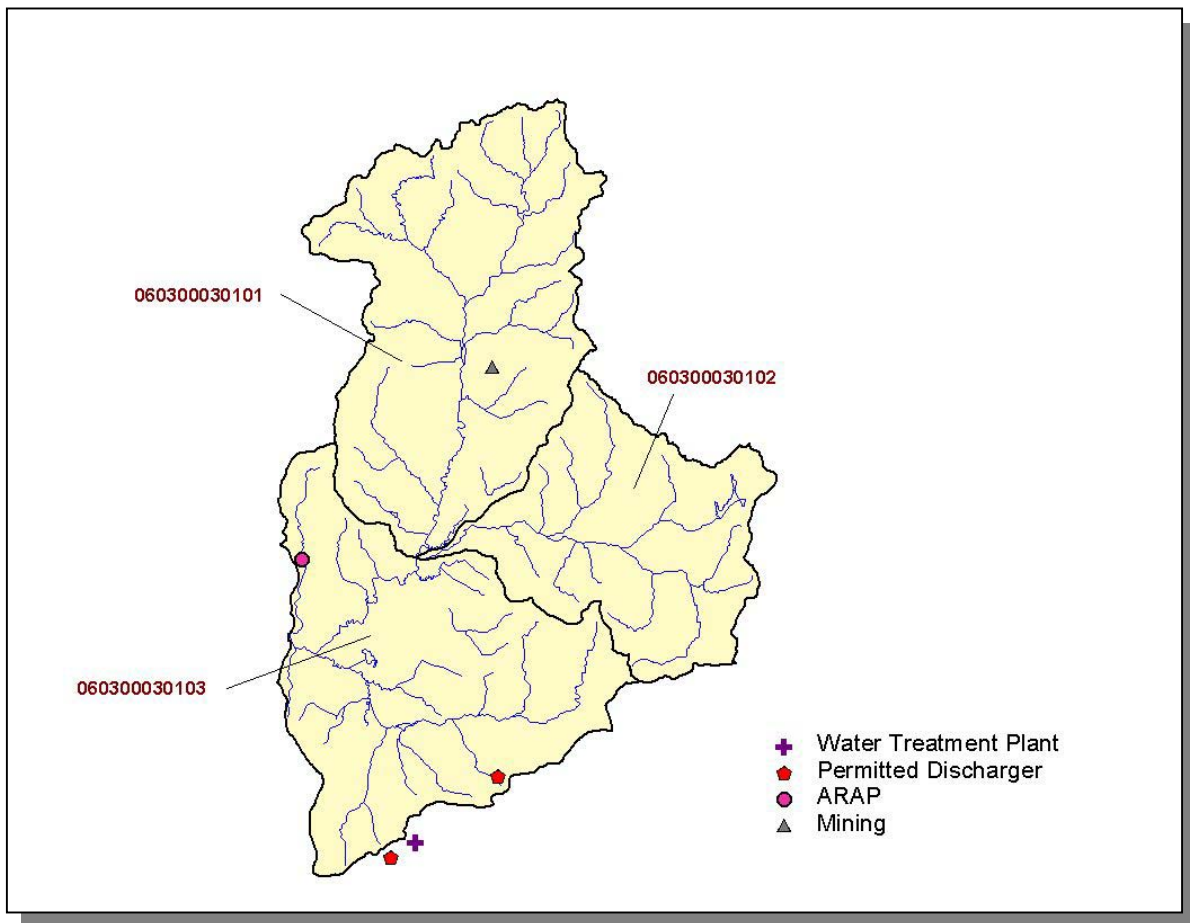 060300030101
060300030102
060300030103
Water Treatment Plant
Permitted Discharger
ARAP
Mining